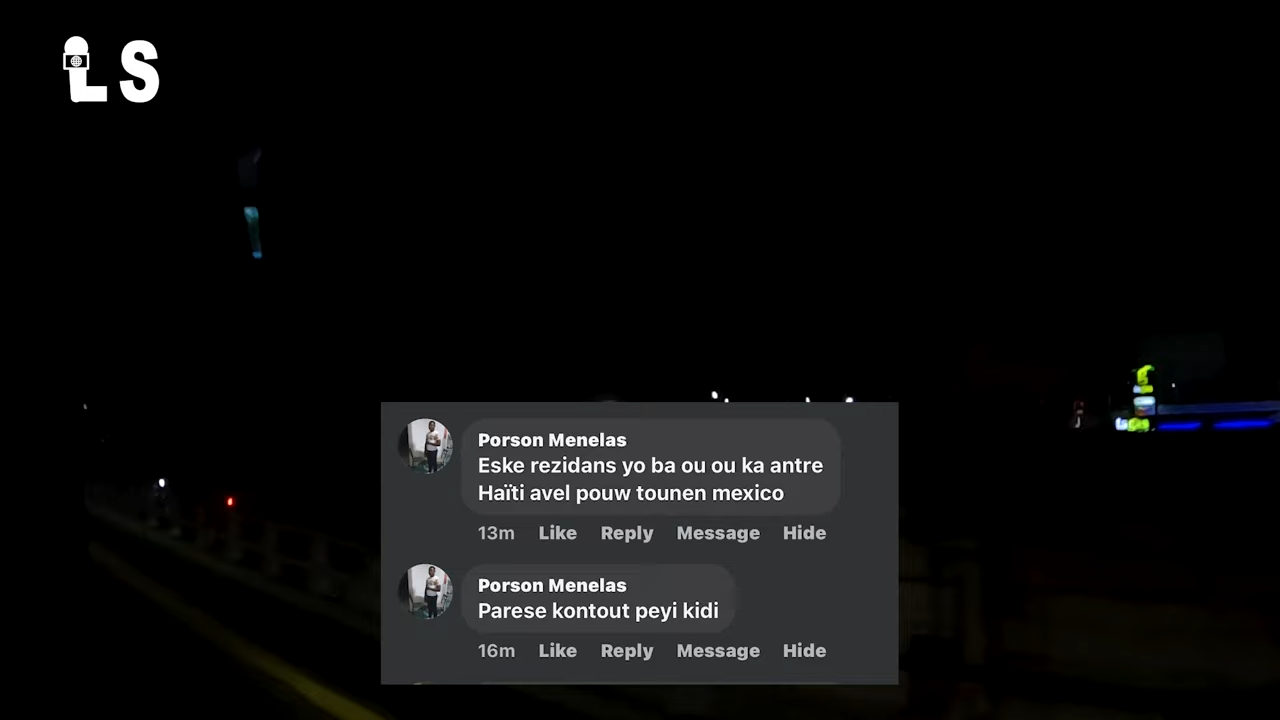 LS
Porson Menelas
Eske rezidans yo ba ou ou ka antre
Haïti avel pouw tounen mexico
13m Like Reply Message Hide
Porson Menelas
Parese kontout peyi kidi
16m Like Reply Message Hide